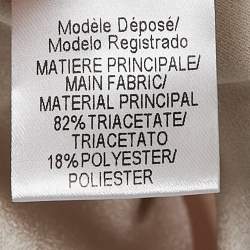 Modèle Déposé/
Modelo Registrado
MATIERE PRINCIPALE/
MAIN FABRIC/
MATERIAL PRINCIPAL
82% TRIACETATE/
TRIACETATO
18% POLYESTER/
POLIESTER